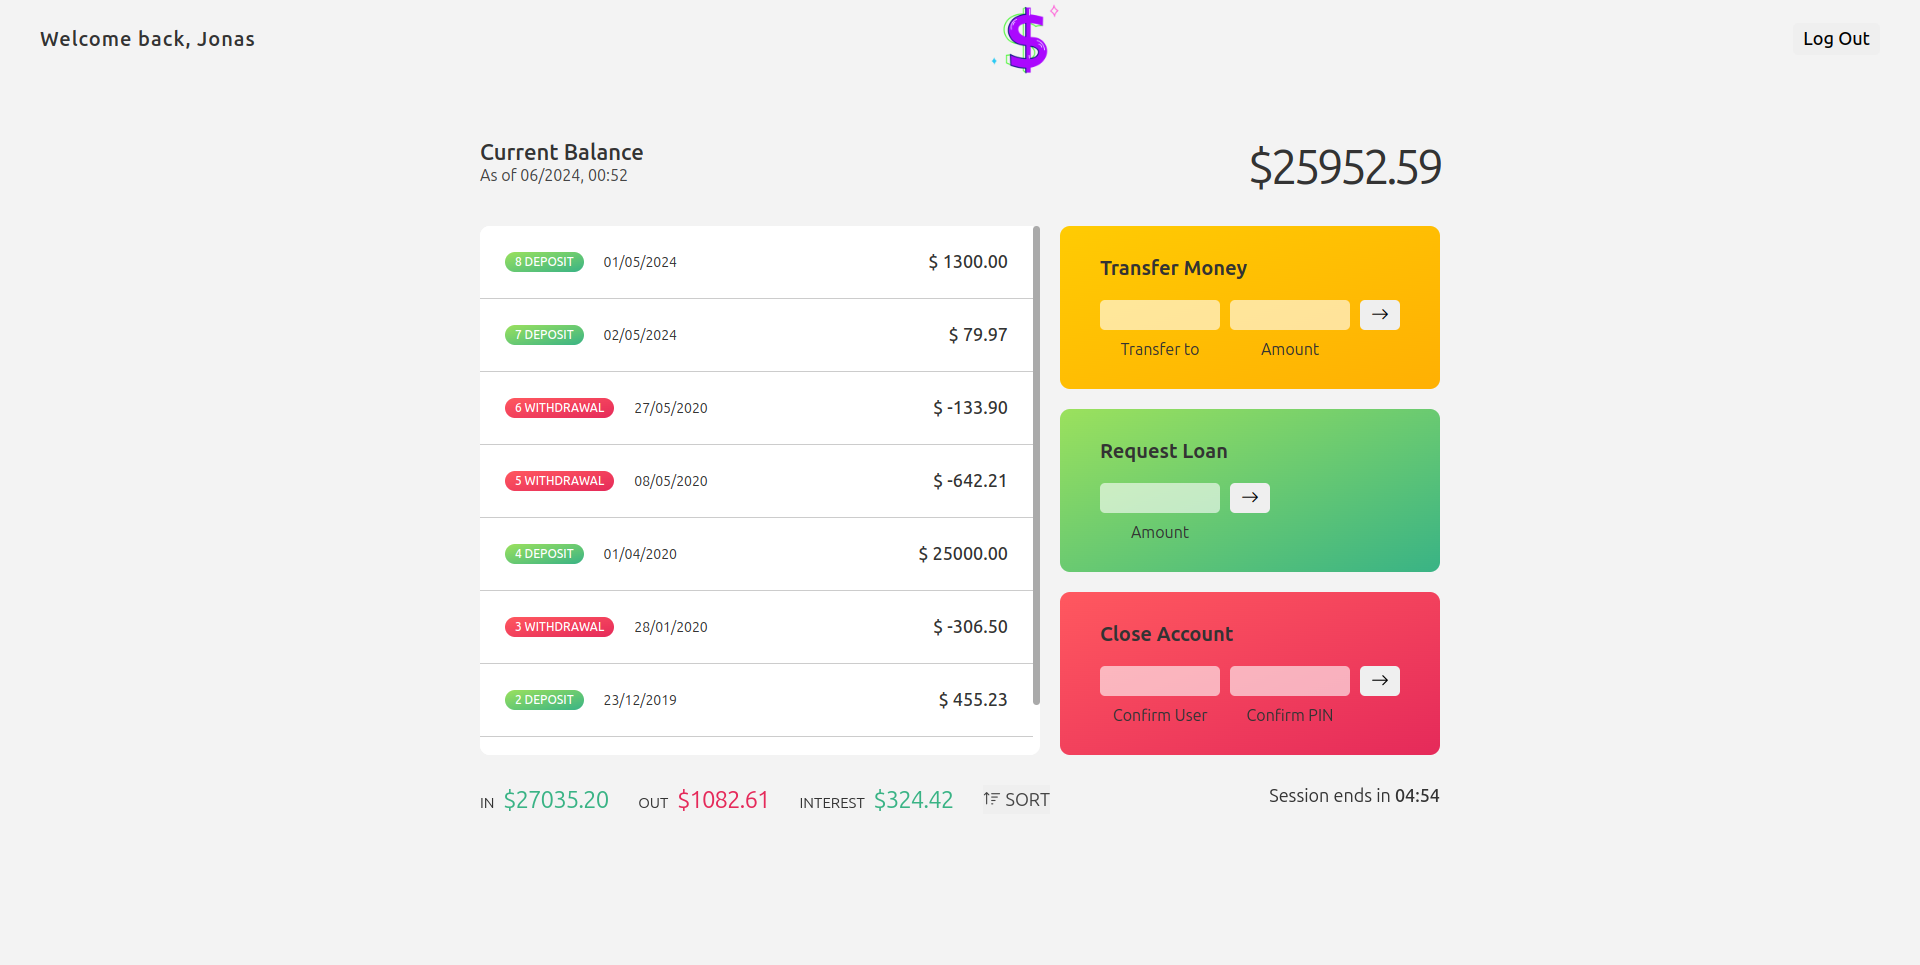 Welcome back, Jonas
$
Log Out
Current Balance
As of 06/2024, 00:52
$25952.59
8 DEPOSIT 01/05/2024 $ 1300.00
7 DEPOSIT 02/05/2024 $ 79.97
6 WITHDRAWAL 27/05/2020 $ -133.90
5 WITHDRAWAL 08/05/2020 $ -642.21
4 DEPOSIT 01/04/2020 $ 25000.00
3 WITHDRAWAL 28/01/2020 $ -306.50
2 DEPOSIT 23/12/2019 $ 455.23
Transfer Money
→
Transfer to Amount
Request Loan
→
Amount
Close Account
→
Confirm User Confirm PIN
IN $27035.20 OUT $1082.61 INTEREST $324.42 SORT
Session ends in 04:54